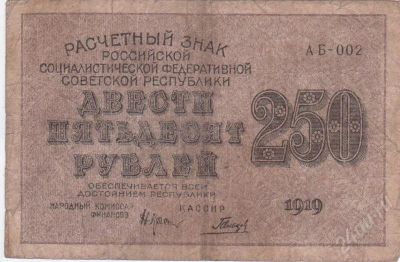 РАСЧЕТНЫЙ ЗНАК
РОССИЙСКОЙ
СОЦИАЛИСТИЧЕСКОЙ ФЕДЕРАТИВНОЙ
СОВЕТСКОЙ РЕСПУБЛИКИ
АБ-002
ДВЕСТИ
ПЯТЬДЕСЯТ
РУБЛЕЙ
250
ОБЕСПЕЧИВАЕТСЯ ВСЕМ
ДОСТОЯНИЕМ РЕСПУБЛИКИ
НАРОДНЫЙ КОМИССАР
ФИНАНСОВ
КАССИР
1919